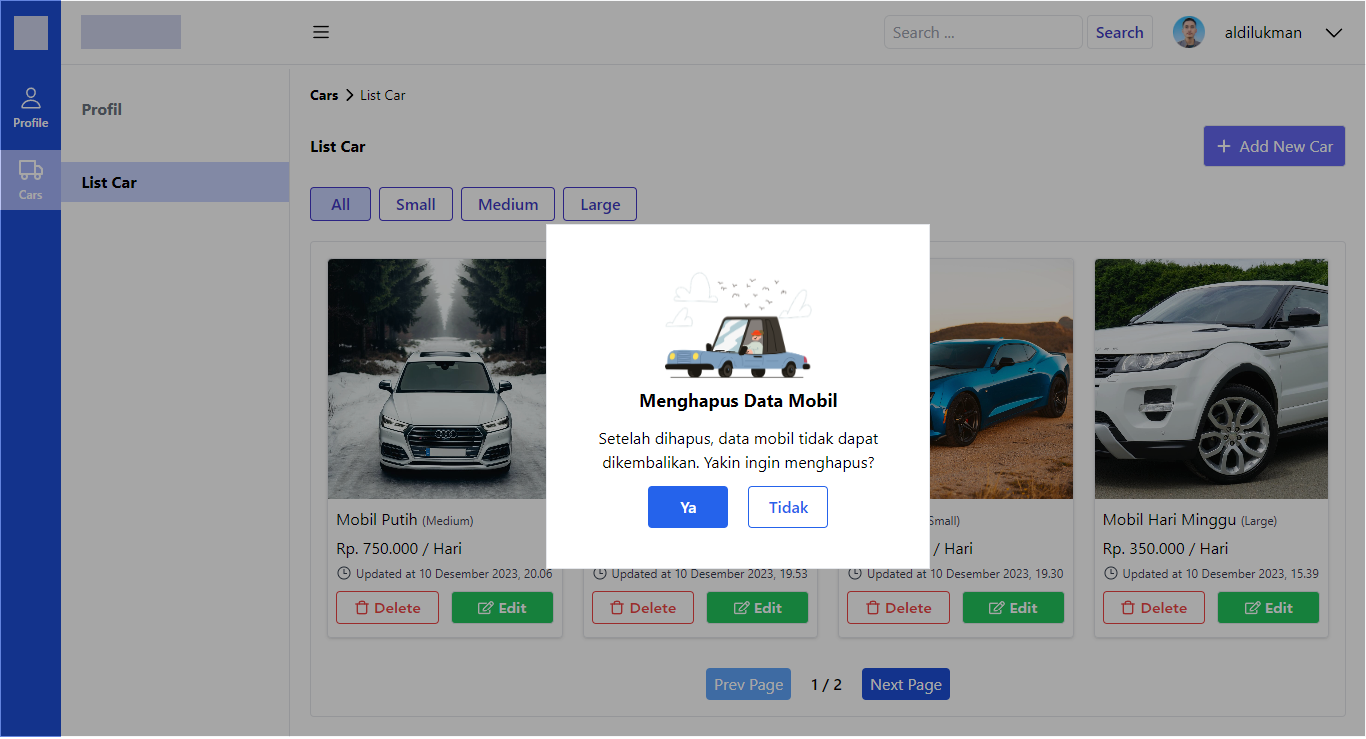 Search ...
Search
aldilukman
Profile
Cars
Profil
List Car
Cars > List Car
List Car
+ Add New Car
All
Small
Medium
Large
Menghapus Data Mobil
Setelah dihapus, data mobil tidak dapat
dikembalikan. Yakin ingin menghapus?
Ya
Tidak
Mobil Putih (Medium)
Rp. 750.000 / Hari
Updated at 10 Desember 2023, 20.06
Delete
Edit
Updated at 10 Desember 2023, 19.53
Delete
Edit
Small)
/ Hari
Updated at 10 Desember 2023, 19.30
Delete
Edit
Mobil Hari Minggu (Large)
Rp. 350.000 / Hari
Updated at 10 Desember 2023, 15.39
Delete
Edit
Prev Page
1 / 2
Next Page